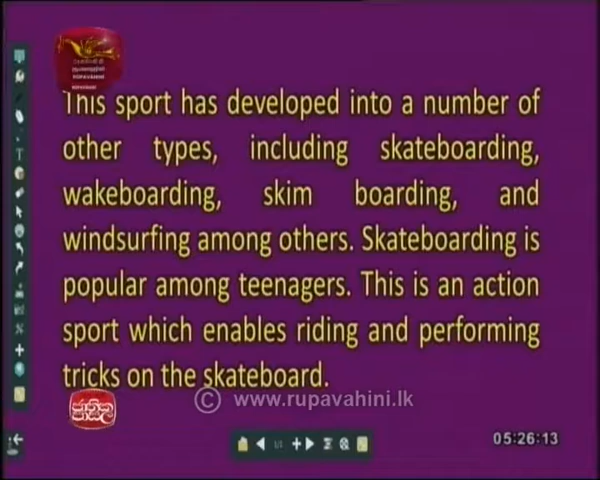 RUPAVAHINI
This sport has developed into a number of
other types, including skateboarding,
wakeboarding, skim boarding, and
windsurfing among others. Skateboarding is
popular among teenagers. This is an action
sport which enables riding and performing
tricks on the skateboard.
© www.rupavahini.lk
05:26:13